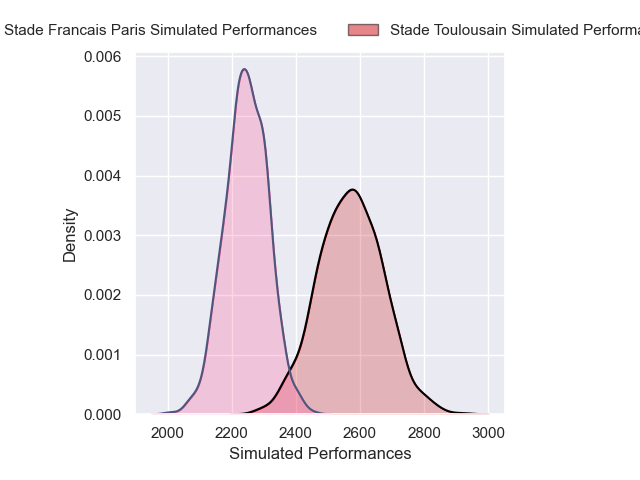 Stade Francais Paris Simulated Performances
Stade Toulousain Simulated
0.006
0.005
0.004
0.003
0.002
0.001
0.000
Density
2000 2200 2400 2600 2800 3000
Simulated Performances